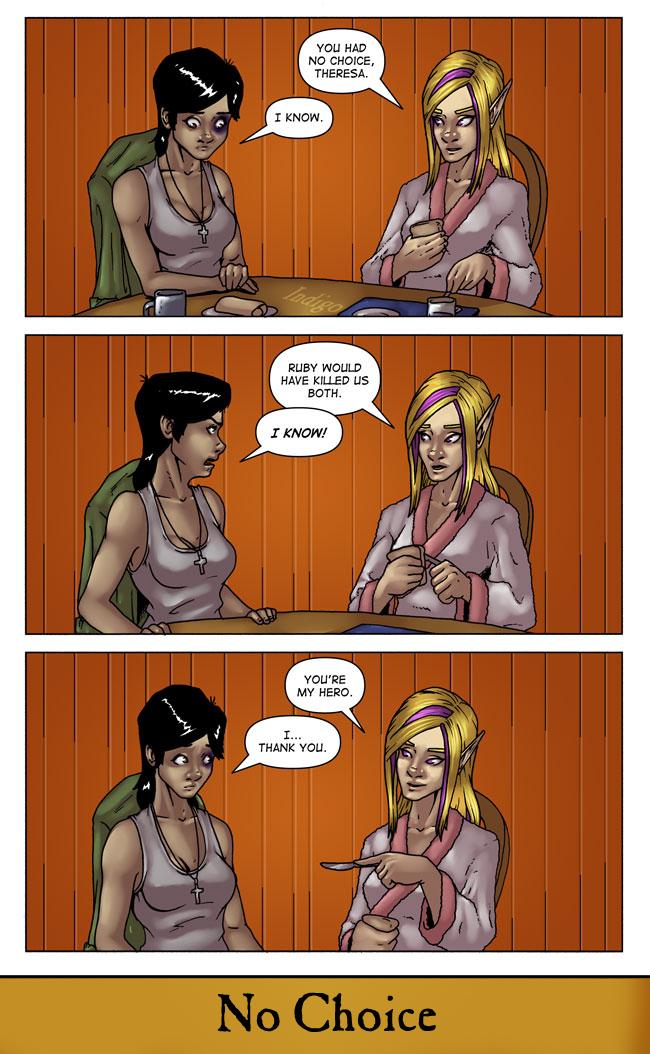 YOU HAD
NO CHOICE,
THERESA.
I KNOW.
Indigo
RUBY WOULD
HAVE KILLED US
BOTH.
I KNOW!
YOU'RE
MY HERO.
I...
THANK YOU.
No Choice